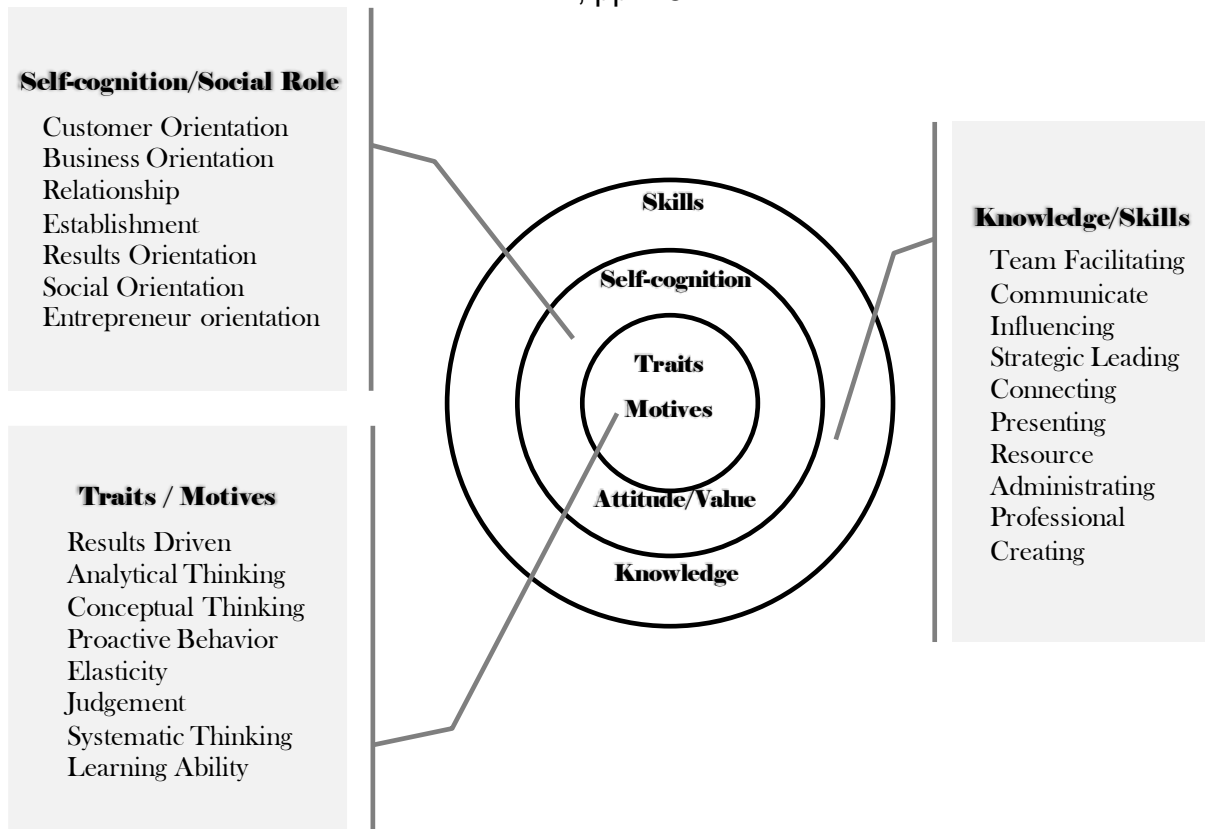 Self-cognition/Social Role
Customer Orientation
Business Orientation
Relationship
Establishment
Results Orientation
Social Orientation
Entrepreneur orientation
Traits / Motives
Results Driven
Analytical Thinking
Conceptual Thinking
Proactive Behavior
Elasticity
Judgement
Systematic Thinking
Learning Ability
Skills
Self-cognition
Traits
Motives
Attitude/Value
Knowledge
Knowledge/Skills
Team Facilitating
Communicate
Influencing
Strategic Leading
Connecting
Presenting
Resource
Administrating
Professional
Creating